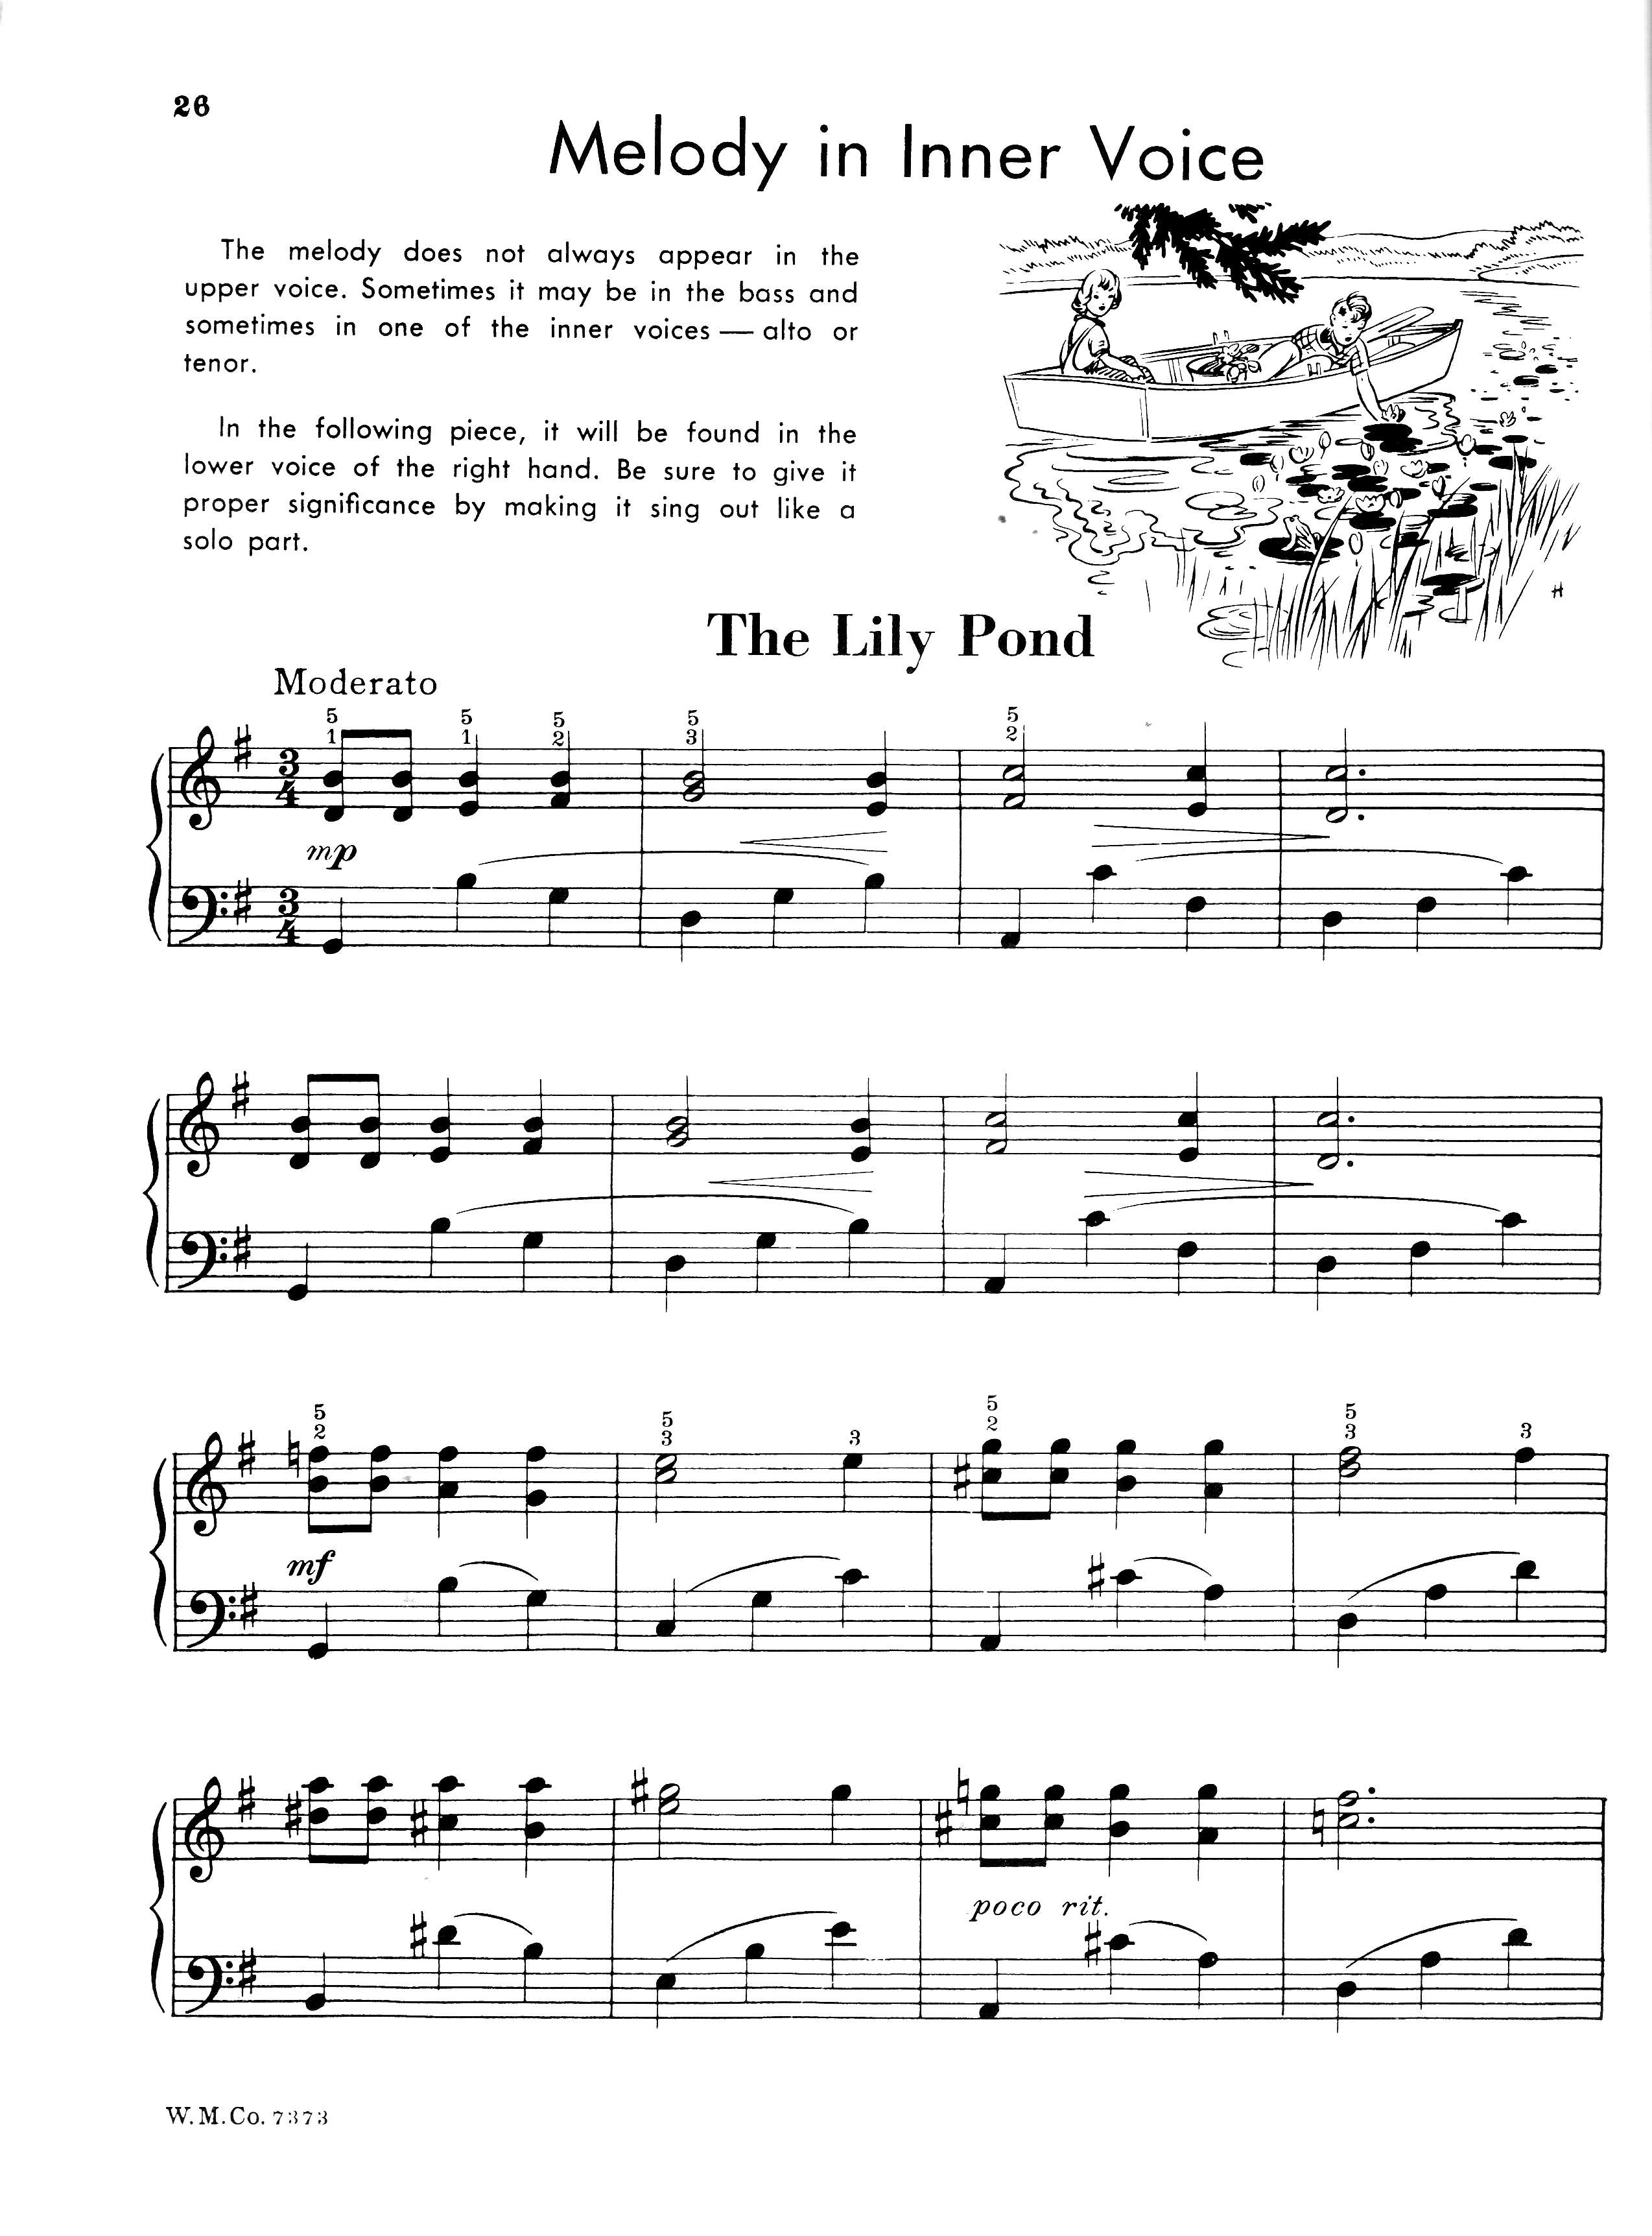 26
Melody in Inner Voice
The melody does not always appear in the
upper voice. Sometimes it may be in the bass and
sometimes in one of the inner voices — alto or
tenor.
In the following piece, it will be found in the
lower voice of the right hand. Be sure to give it
proper significance by making it sing out like a
solo part.
H
The Lily Pond
Moderato
5 5 5 5 5
1 1 2 3 2
3
4
mp
3
4
5 5 5 5
2 3 3 2 3 3
mf
poco rit.
W.M.Co. 7373